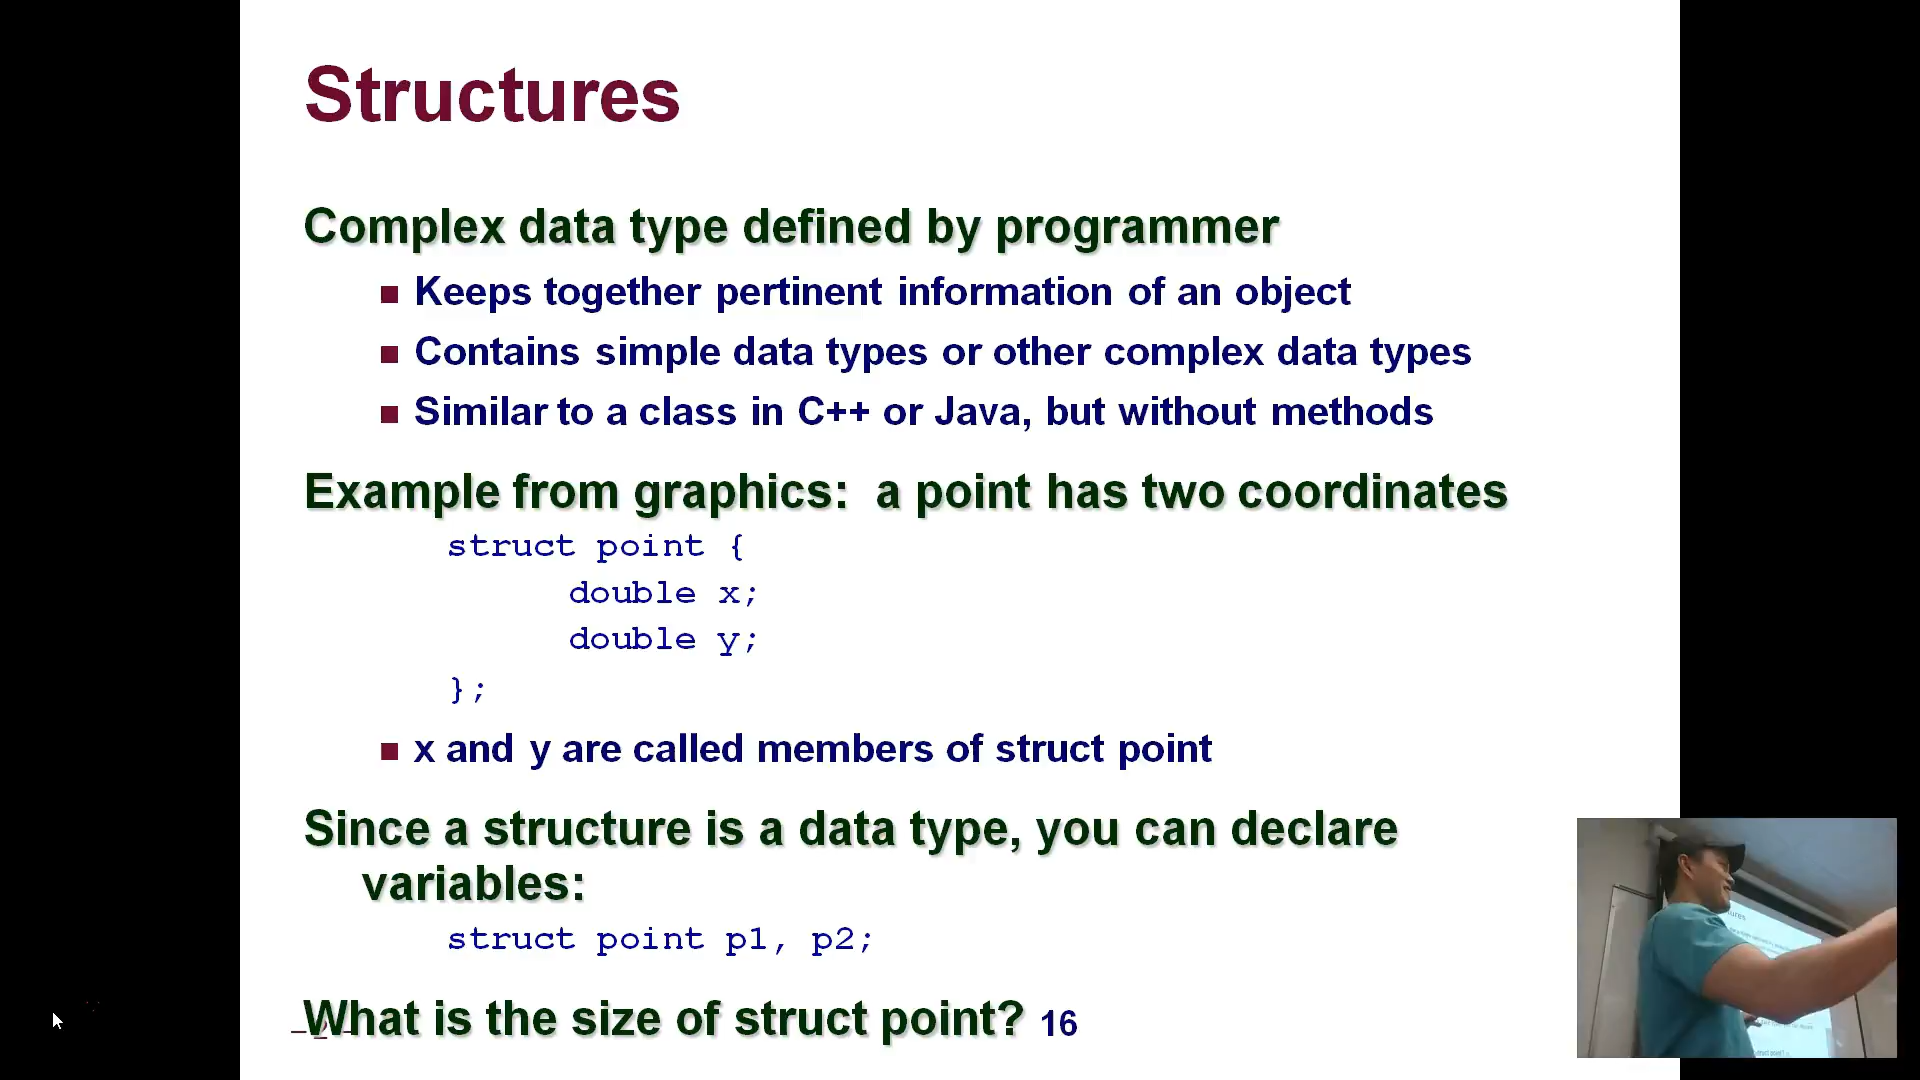 Structures
Complex data type defined by programmer
Keeps together pertinent information of an object
Contains simple data types or other complex data types
Similar to a class in C++ or Java, but without methods
Example from graphics: a point has two coordinates
struct point {
double x;
double y;
};
x and y are called members of struct point
Since a structure is a data type, you can declare
variables:
struct point p1, p2;
What is the size of struct point? 16
– 2 –